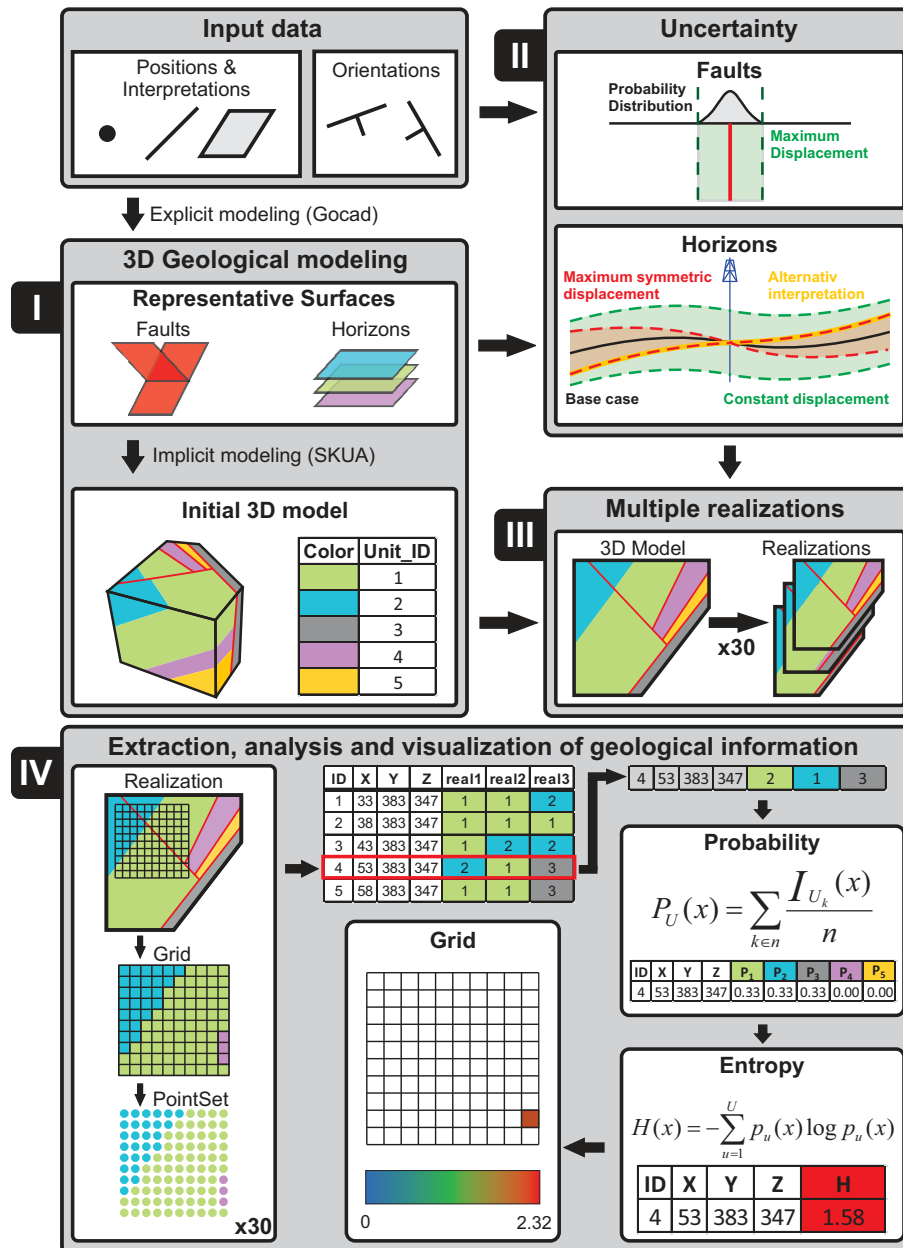 Input data
Positions &
Interpretations
Orientations
II
Uncertainty
Faults
Probability
Distribution
Maximum
Displacement
Explicit modeling (Gocad)
I
3D Geological modeling
Representative Surfaces
Faults
Horizons
Horizons
Maximum symmetric
displacement
Alternativ
interpretation
Base case
Constant displacement
Implicit modeling (SKUA)
Initial 3D model
Color Unit_ID
1
2
3
4
5
III
Multiple realizations
3D Model
Realizations
x30
IV
Extraction, analysis and visualization of geological information
Realization
Grid
PointSet
x30
ID X Y Z real1 real2 real3
1 33 383 347 1 1 2
2 38 383 347 1 1 1
3 43 383 347 1 2 2
4 53 383 347 2 1 3
5 58 383 347 1 1 3
4 53 383 347 2 1 3
Probability
P_U(x) = ∑_{k∈n} I_{U_k}(x) / n
ID X Y Z P₁ P₂ P₃ P₄ P₅
4 53 383 347 0.33 0.33 0.33 0.00 0.00
Grid
0 2.32
Entropy
H(x) = −∑_{u=1}^{U} p_u(x) log p_u(x)
ID X Y Z H
4 53 383 347 1.58